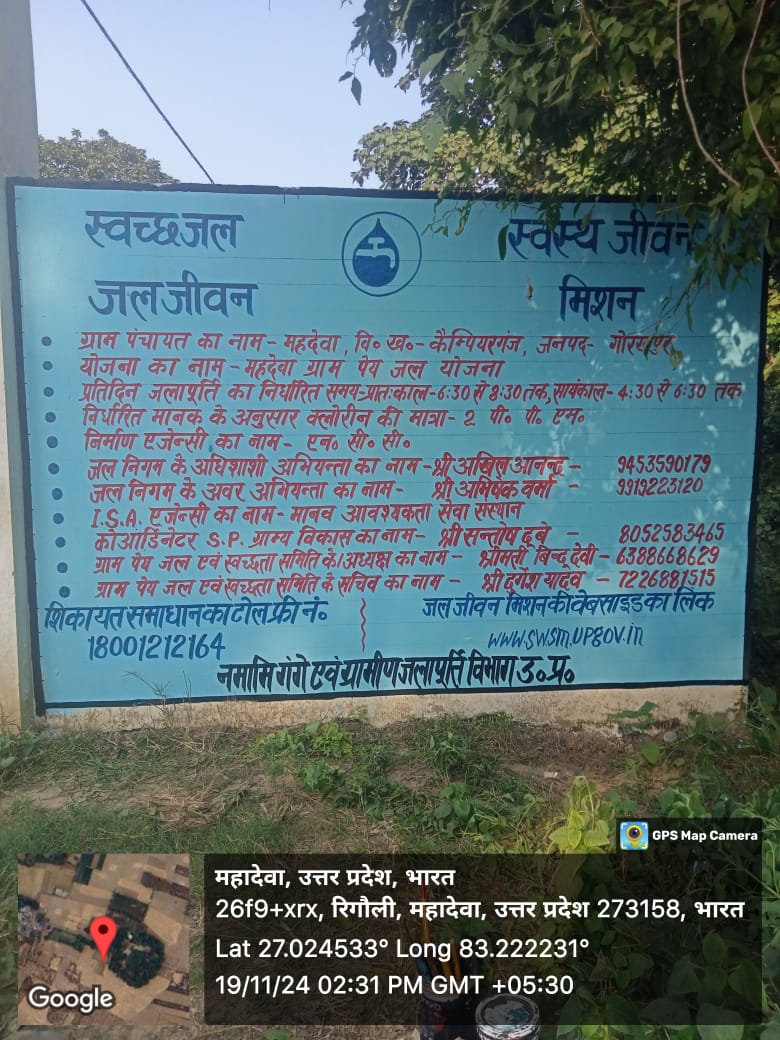 स्वच्छ जल स्वस्थ जीवन
जल जीवन मिशन
ग्राम पंचायत का नाम - महदेवा, वि० ख० - कैम्पियरगंज, जनपद - गोरखपुर
योजना का नाम - महदेवा ग्राम पेय जल योजना
प्रतिदिन जलापूर्ति का निर्धारित समय - प्रातःकाल - 6:30 से 8:30 तक, सायंकाल - 4:30 से 6:30 तक
निर्धारित मानक के अनुसार क्लोरीन की मात्रा - 2 पी० पी० एम०
निर्माण एजेन्सी का नाम - एन० सी० सी०
जल निगम के अधिशाशी अभियन्ता का नाम - श्री अखिल आनन्द - 9453590179
जल निगम के अवर अभियन्ता का नाम - श्री अभिषेक वर्मा - 9919223120
I.S.A. एजेन्सी का नाम - मानव आवश्यकता सेवा संस्थान
कोऑर्डिनेटर S.P. ग्राम्य विकास का नाम - श्री सन्तोष दुबे - 8052583465
ग्राम पेय जल एवं स्वच्छता समिति के/अध्यक्ष का नाम - श्रीमती बिन्दू देवी - 6388668629
ग्राम पेय जल एवं स्वच्छता समिति के सचिव का नाम - श्री दुर्गेश यादव - 7226881515
शिकायत समाधान का टोल फ्री नं० जल जीवन मिशन की वेबसाइड का लिंक
18001212164 www.swsm.upgov.in
नमामि गंगे एवं ग्रामीण जलापूर्ति विभाग उ० प्र०
GPS Map Camera
महादेवा, उत्तर प्रदेश, भारत
26f9+xrx, रिगौली, महादेवा, उत्तर प्रदेश 273158, भारत
Lat 27.024533° Long 83.222231°
19/11/24 02:31 PM GMT +05:30
Google